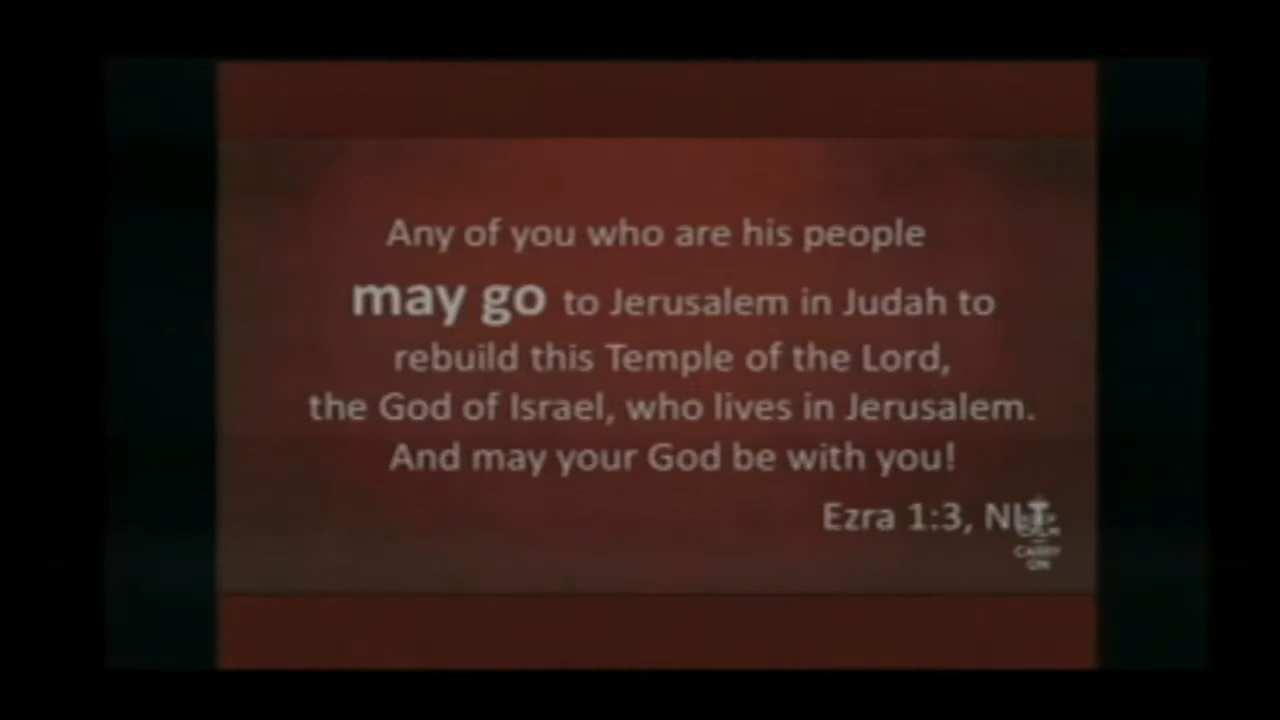 Any of you who are his people
may go to Jerusalem in Judah to
rebuild this Temple of the Lord,
the God of Israel, who lives in Jerusalem.
And may your God be with you!
Ezra 1:3, NLT
CARRY
ON